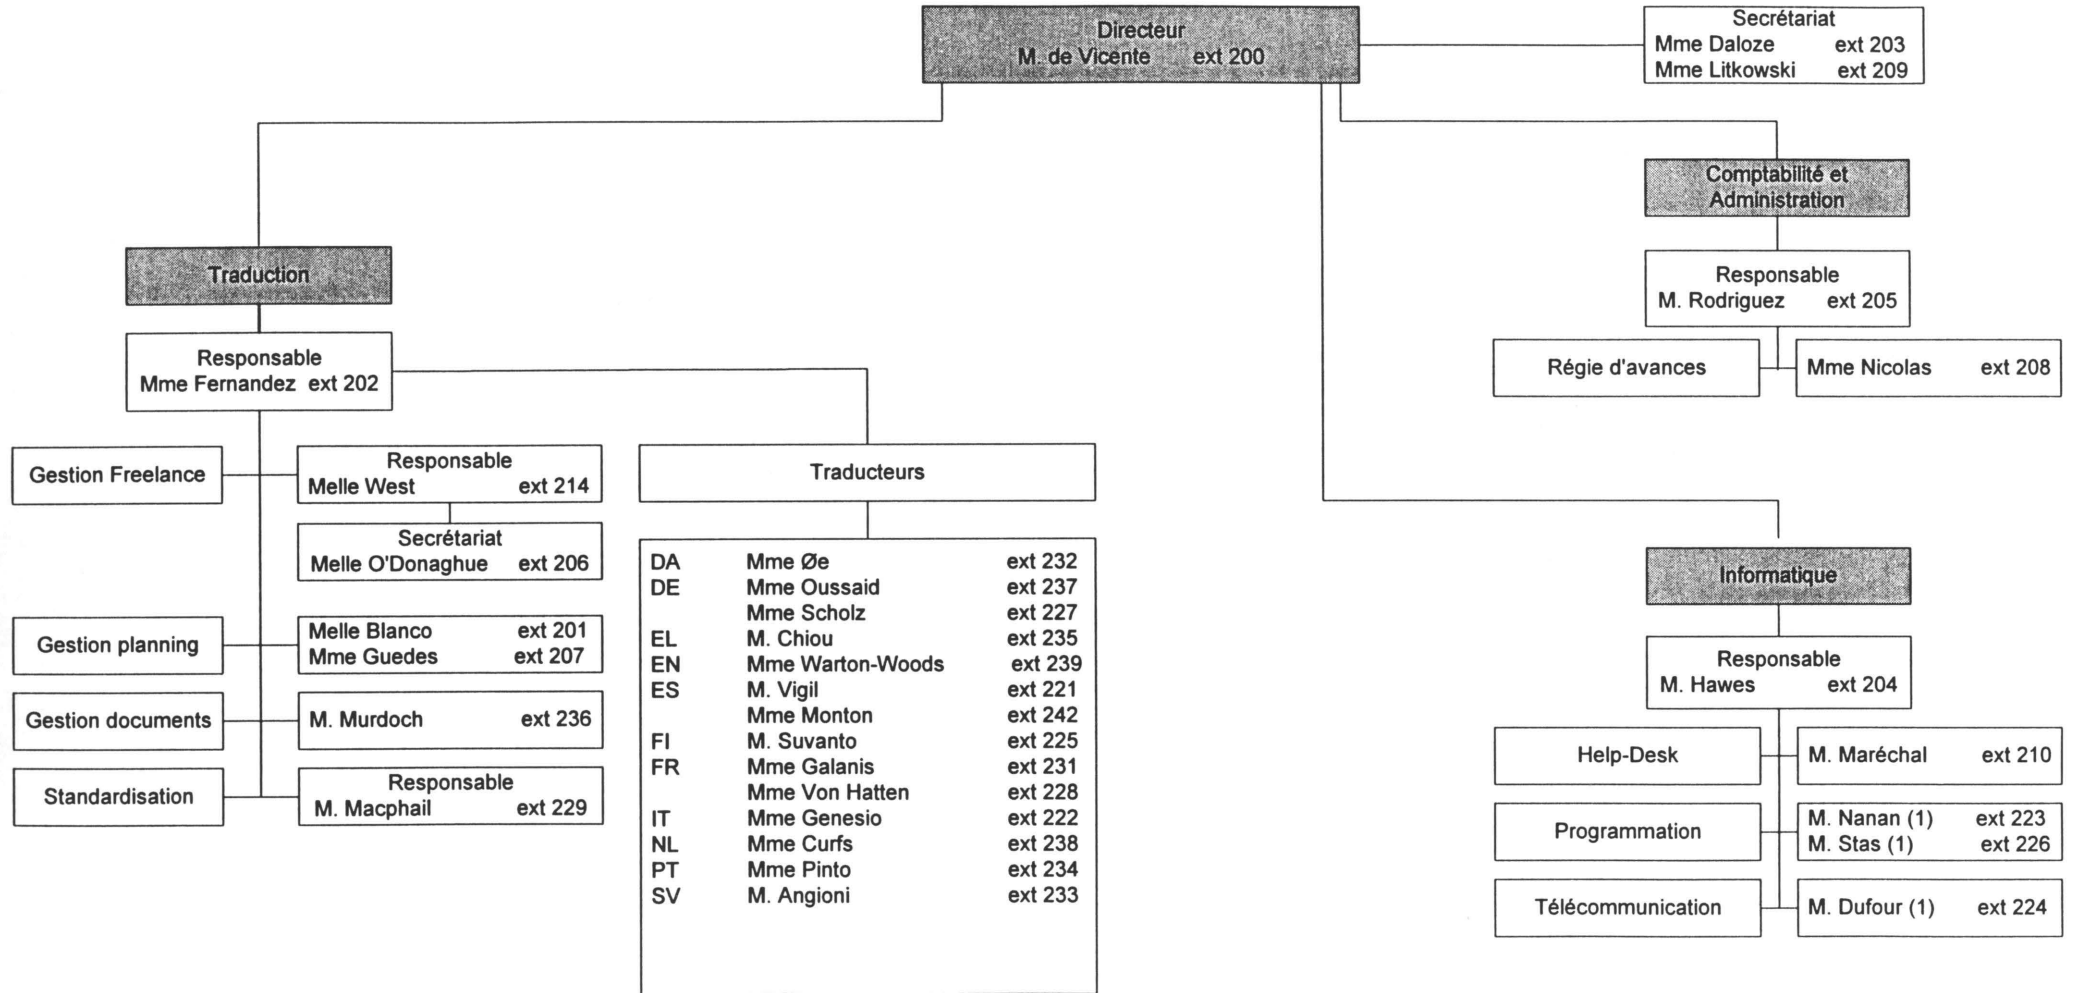 Directeur
M. de Vicente ext 200
Secrétariat
Mme Daloze ext 203
Mme Litkowski ext 209
Comptabilité et
Administration
Responsable
M. Rodriguez ext 205
Régie d'avances
Mme Nicolas ext 208
Traduction
Responsable
Mme Fernandez ext 202
Gestion Freelance
Responsable
Melle West ext 214
Secrétariat
Melle O'Donaghue ext 206
Gestion planning
Melle Blanco ext 201
Mme Guedes ext 207
Gestion documents
M. Murdoch ext 236
Standardisation
Responsable
M. Macphail ext 229
Traducteurs
DA Mme Øe ext 232
DE Mme Oussaid ext 237
Mme Scholz ext 227
EL M. Chiou ext 235
EN Mme Warton-Woods ext 239
ES M. Vigil ext 221
Mme Monton ext 242
FI M. Suvanto ext 225
FR Mme Galanis ext 231
Mme Von Hatten ext 228
IT Mme Genesio ext 222
NL Mme Curfs ext 238
PT Mme Pinto ext 234
SV M. Angioni ext 233
Informatique
Responsable
M. Hawes ext 204
Help-Desk
M. Maréchal ext 210
Programmation
M. Nanan (1) ext 223
M. Stas (1) ext 226
Télécommunication
M. Dufour (1) ext 224